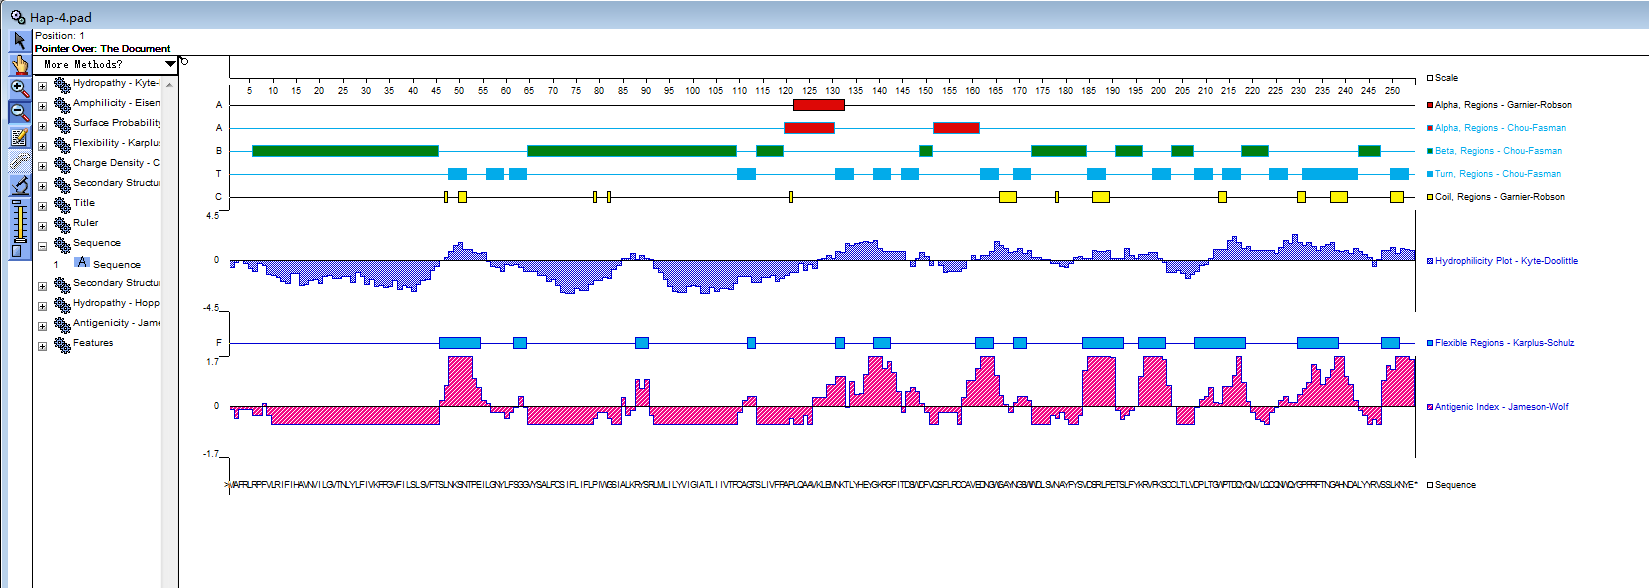 Hap-4.pad
Position: 1
Pointer Over: The Document
More Methods?
Hydropathy - Kyte-
Amphilicity - Eisen
Surface Probability
Flexibility - Karplu
Charge Density - C
Secondary Structu
Title
Ruler
Sequence
1 A Sequence
Secondary Structu
Hydropathy - Hopp
Antigenicity - Jame
Features
Scale
5 10 15 20 25 30 35 40 45 50 55 60 65 70 75 80 85 90 95 100 105 110 115 120 125 130 135 140 145 150 155 160 165 170 175 180 185 190 195 200 205 210 215 220 225 230 235 240 245 250
A Alpha, Regions - Garnier-Robson
A Alpha, Regions - Chou-Fasman
B Beta, Regions - Chou-Fasman
T Turn, Regions - Chou-Fasman
C Coil, Regions - Garnier-Robson
4.5
0 Hydrophilicity Plot - Kyte-Doolittle
-4.5
F Flexible Regions - Karplus-Schulz
1.7
0 Antigenic Index - Jameson-Wolf
-1.7
Sequence